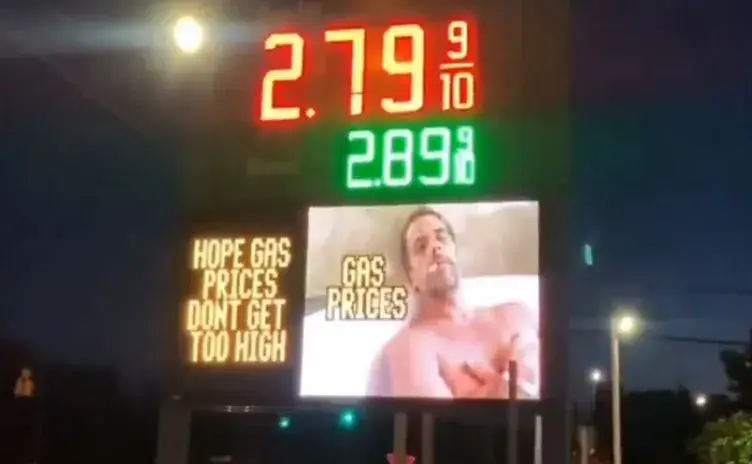 2.79 9/10
2.89 9/10
HOPE GAS
PRICES
DONT GET
TOO HIGH
GAS
PRICES